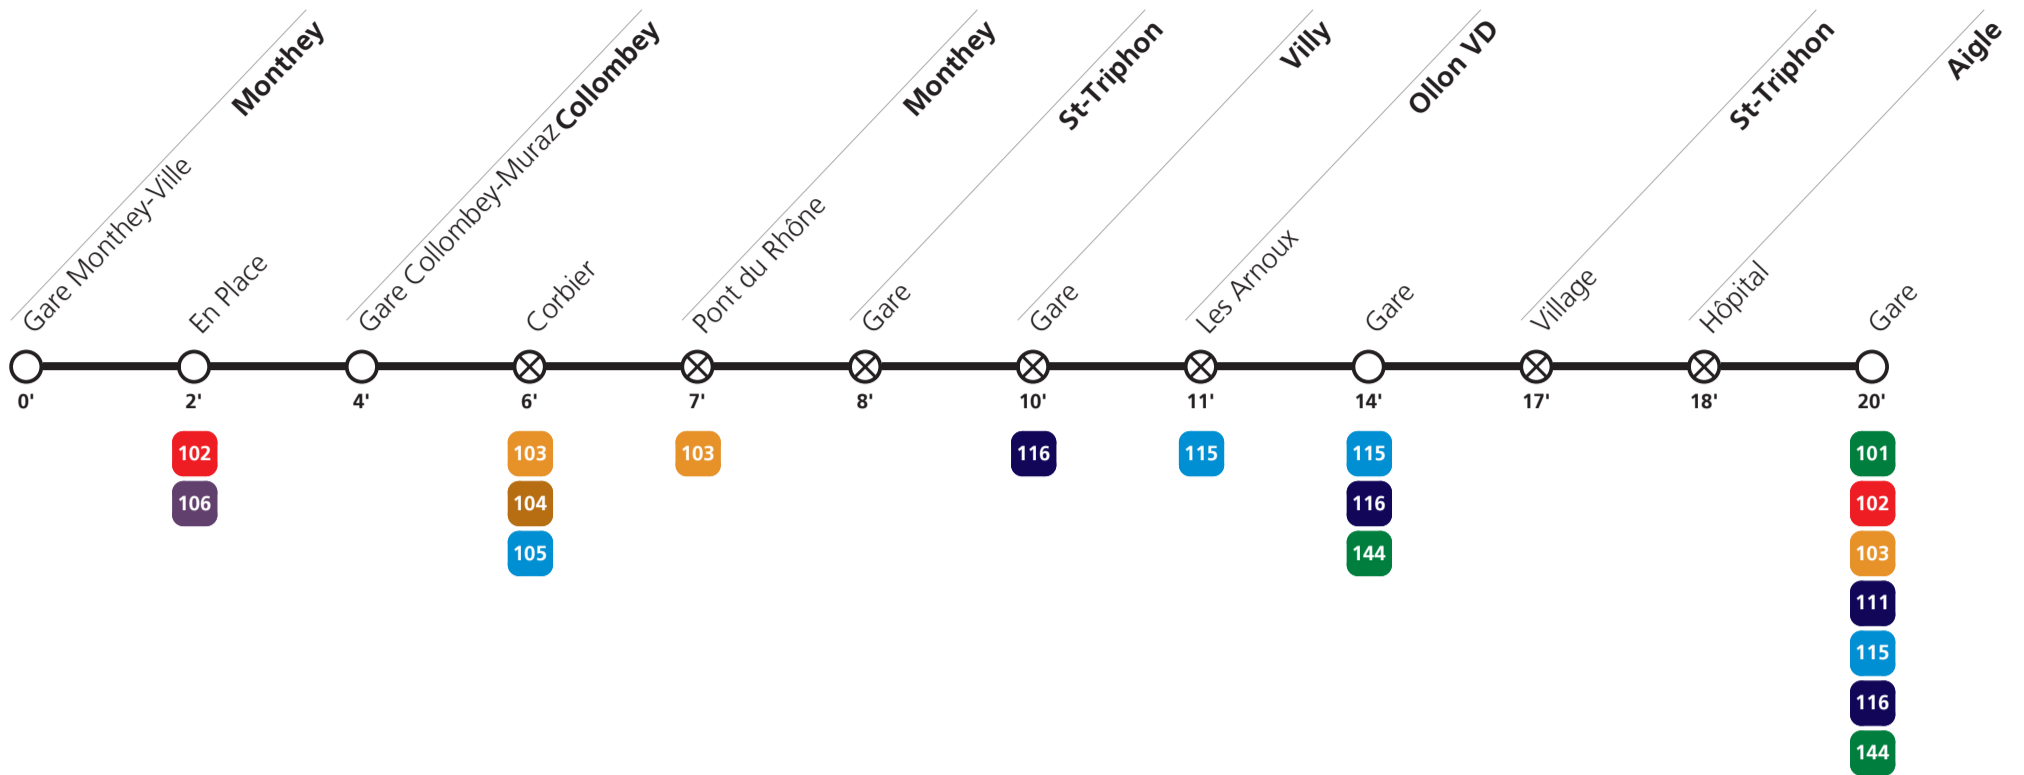 Monthey
Collombey
Monthey
St-Triphon
Villy
Ollon VD
St-Triphon
Aigle
Gare Monthey-Ville
En Place
Gare Collombey-Muraz
Corbier
Pont du Rhône
Gare
Gare
Les Arnoux
Gare
Village
Hôpital
Gare
0' 2' 4' 6' 7' 8' 10' 11' 14' 17' 18' 20'
102 103 103 116 115 115 101
106 104 116 102
105 144 103
111
115
116
144